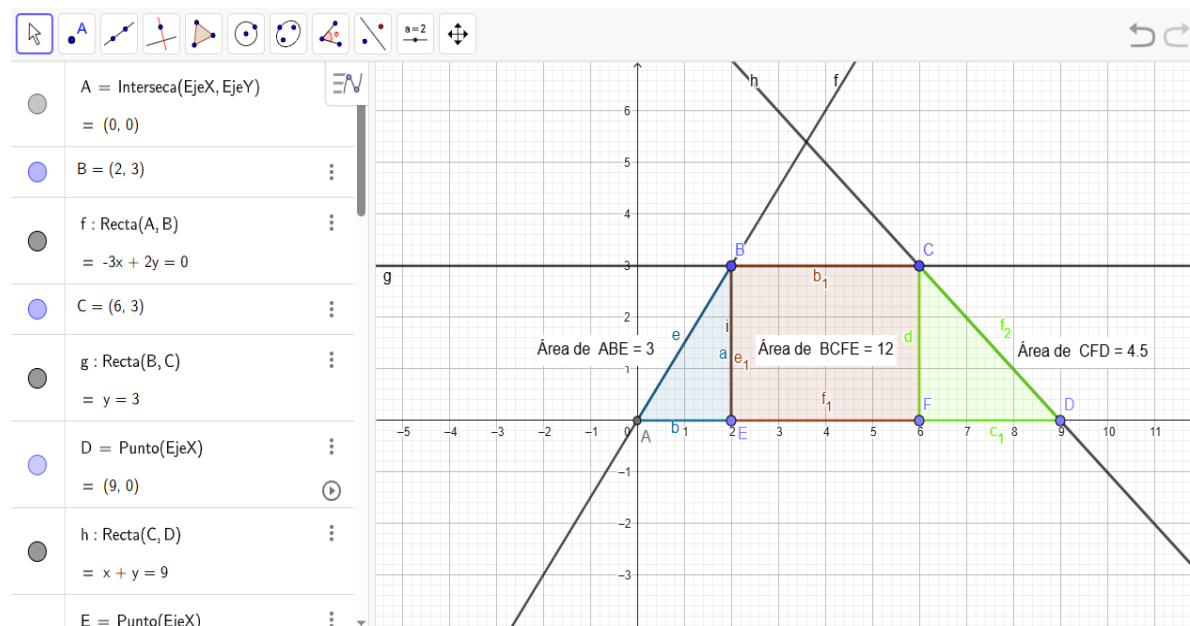 A
a=2
A = Interseca(EjeX, EjeY)
= (0, 0)
B = (2, 3)
f : Recta(A, B)
= -3x + 2y = 0
C = (6, 3)
g : Recta(B, C)
= y = 3
D = Punto(EjeX)
= (9, 0)
h : Recta(C, D)
= x + y = 9
E = Punto(EjeX)
h
f
6
5
4
B
C
3
g
b1
2
i
e
d
f2
Área de ABE = 3
a
e1
Área de BCFE = 12
Área de CFD = 4.5
1
f1
F
D
−5
−4
−3
−2
−1
0
A
b
1
2
E
3
4
5
6
7
c1
8
9
10
11
−1
−2
−3